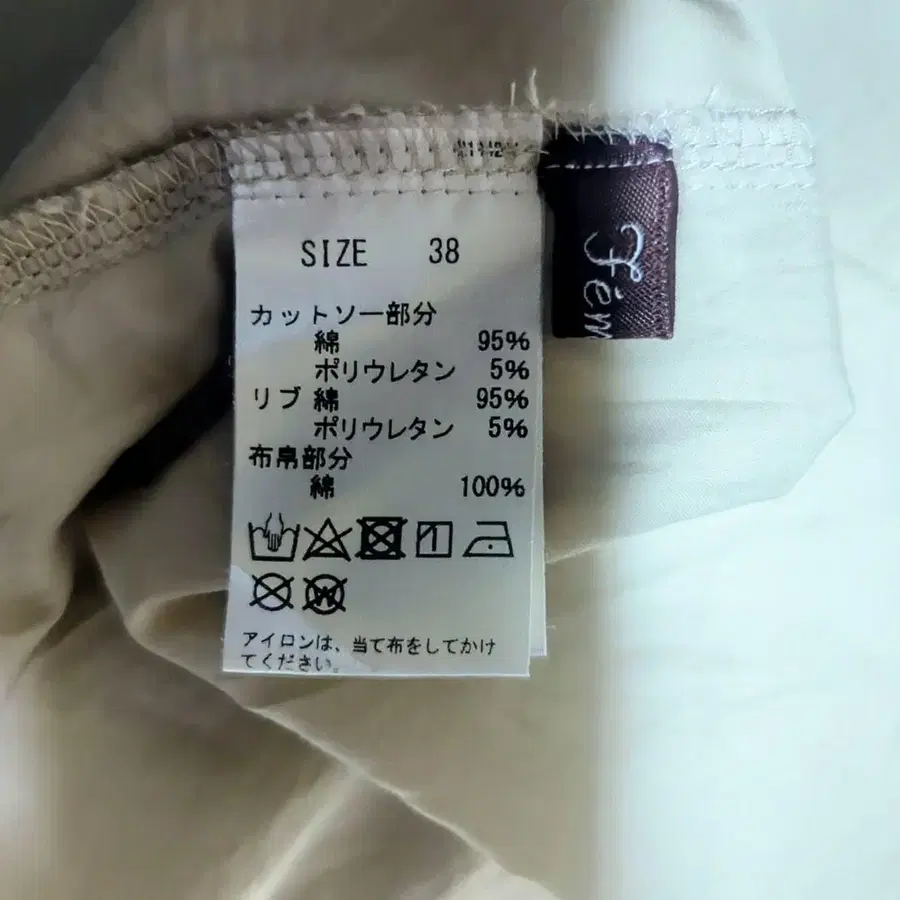 SIZE 38
カットソー部分
綿 95%
ポリウレタン 5%
リブ 綿 95%
ポリウレタン 5%
布帛部分
綿 100%
アイロンは、当て布をしてかけ
てください。
Fém